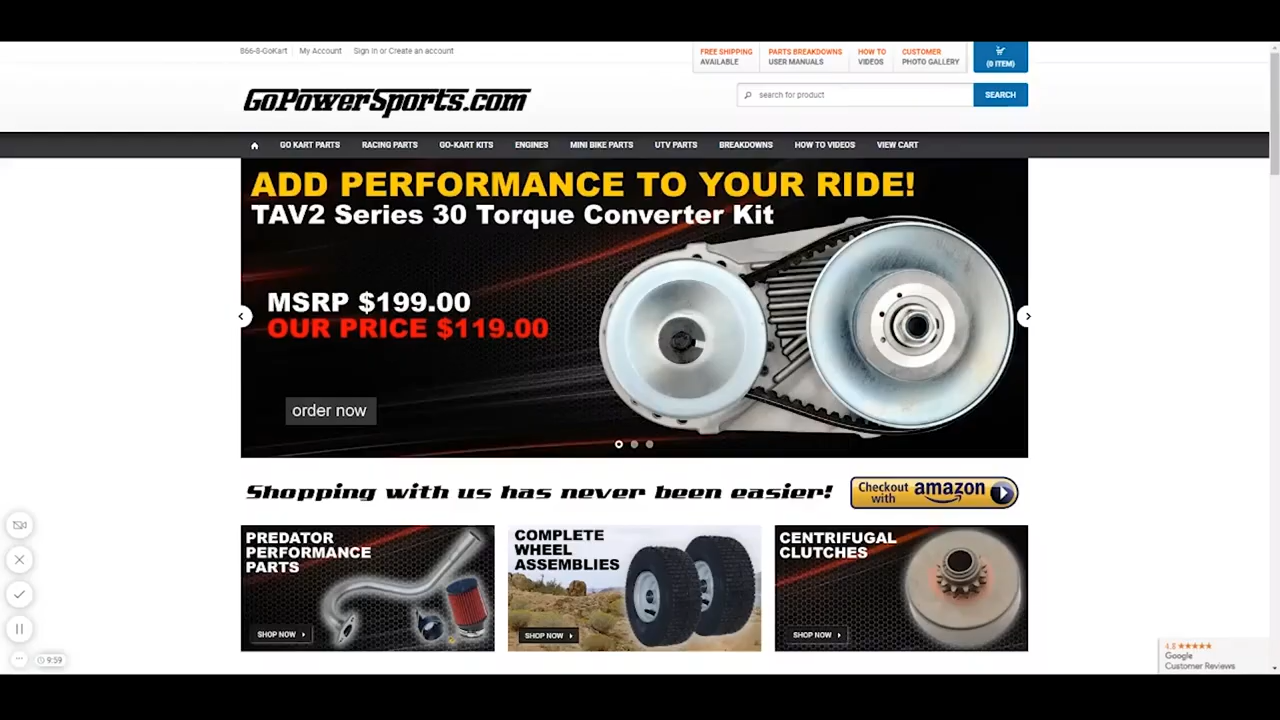 866-8-GoKart
My Account
Sign in or Create an account
FREE SHIPPING
AVAILABLE
PARTS BREAKDOWNS
USER MANUALS
HOW TO
VIDEOS
CUSTOMER
PHOTO GALLERY
(0 ITEM)
GoPowerSports.com
search for product
SEARCH
GO KART PARTS
RACING PARTS
GO-KART KITS
ENGINES
MINI BIKE PARTS
UTV PARTS
BREAKDOWNS
HOW TO VIDEOS
VIEW CART
ADD PERFORMANCE TO YOUR RIDE!
TAV2 Series 30 Torque Converter Kit
MSRP $199.00
OUR PRICE $119.00
order now
Shopping with us has never been easier!
Checkout
with amazon
PREDATOR
PERFORMANCE
PARTS
SHOP NOW
COMPLETE
WHEEL
ASSEMBLIES
SHOP NOW
CENTRIFUGAL
CLUTCHES
SHOP NOW
9:59
4.8
Google
Customer Reviews